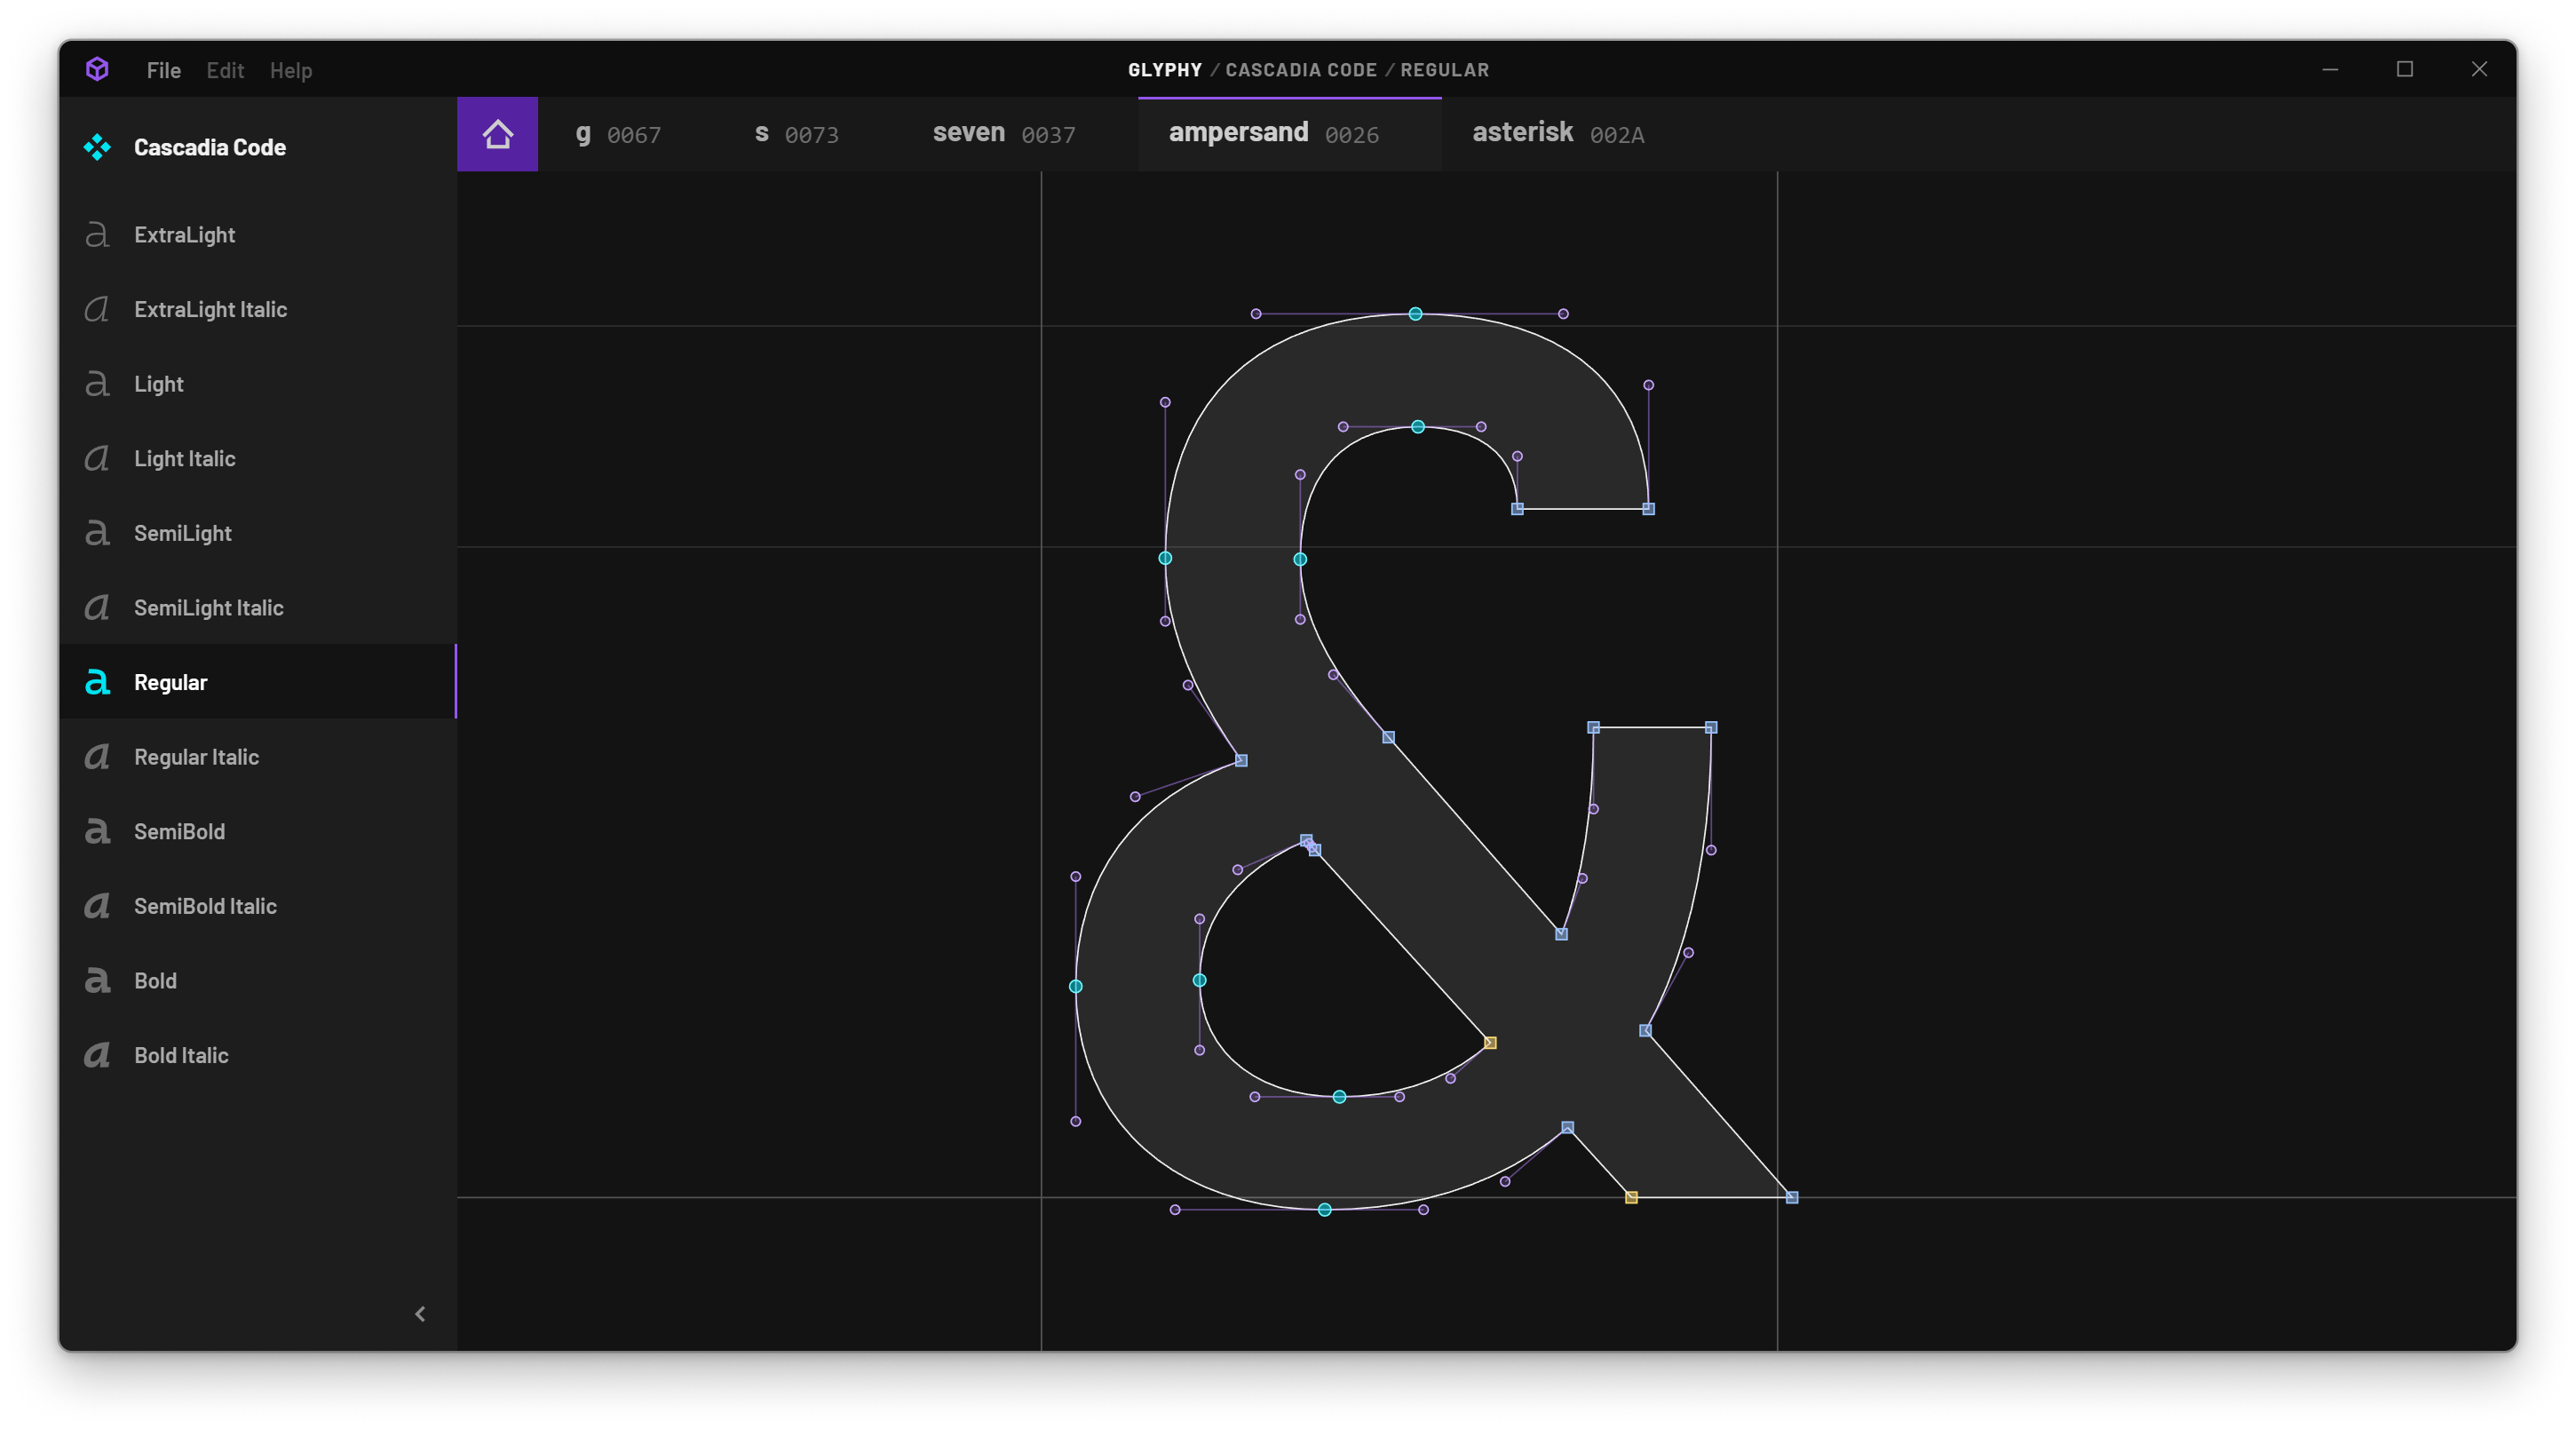 File Edit Help
GLYPHY / CASCADIA CODE / REGULAR
Cascadia Code
g 0067
s 0073
seven 0037
ampersand 0026
asterisk 002A
a ExtraLight
a ExtraLight Italic
a Light
a Light Italic
a SemiLight
a SemiLight Italic
a Regular
a Regular Italic
a SemiBold
a SemiBold Italic
a Bold
a Bold Italic
&